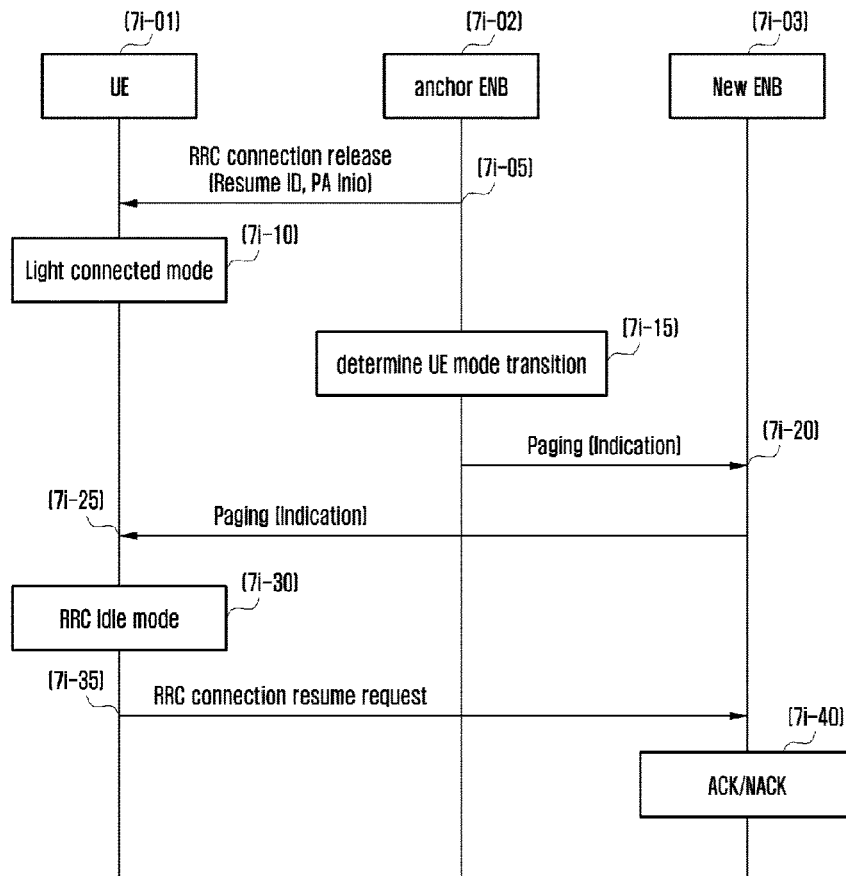 (7i-01)
(7i-02)
(7i-03)
UE
anchor ENB
New ENB
RRC connection release
(Resume ID, PA Inio)
(7i-05)
(7i-10)
Light connected mode
(7i-15)
determine UE mode transition
Paging (Indication)
(7i-20)
(7i-25)
Paging (Indication)
(7i-30)
RRC Idle mode
(7i-35)
RRC connection resume request
(7i-40)
ACK/NACK